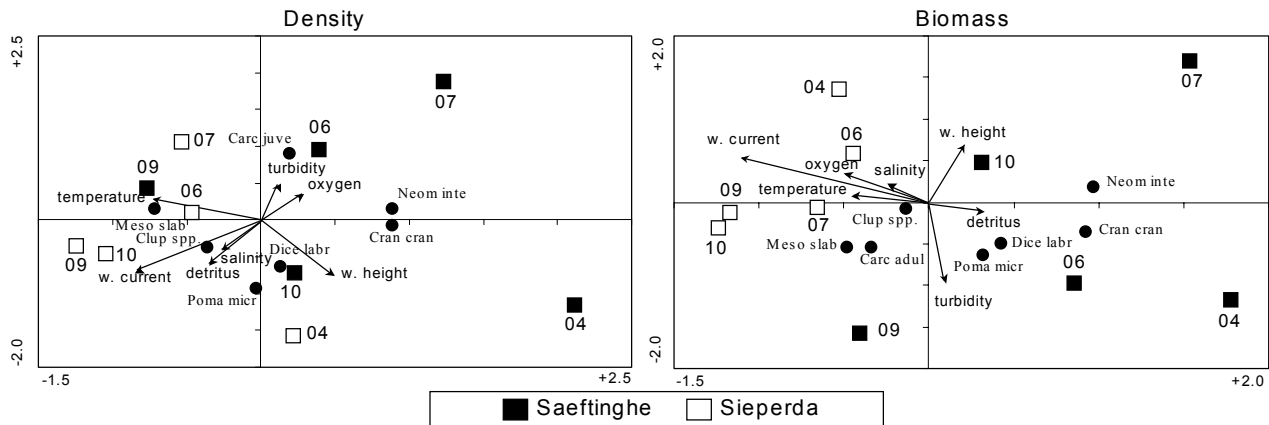 Density
+2.5
07
06
Carc juve
07
turbidity
09
oxygen
temperature
06
Neom inte
Meso slab
Cran cran
Clup spp.
Dice labr
salinity
09
10
w. current
detritus
w. height
10
Poma micr
04
04
-2.0
-1.5
+2.5
Biomass
+2.0
07
04
w. height
w. current
06
10
oxygen
salinity
temperature
Neom inte
09
07
Clup spp.
detritus
10
Meso slab
Carc adul
Dice labr
Cran cran
Poma micr
06
turbidity
04
09
-2.0
-1.5
+2.0
Saeftinghe
Sieperda